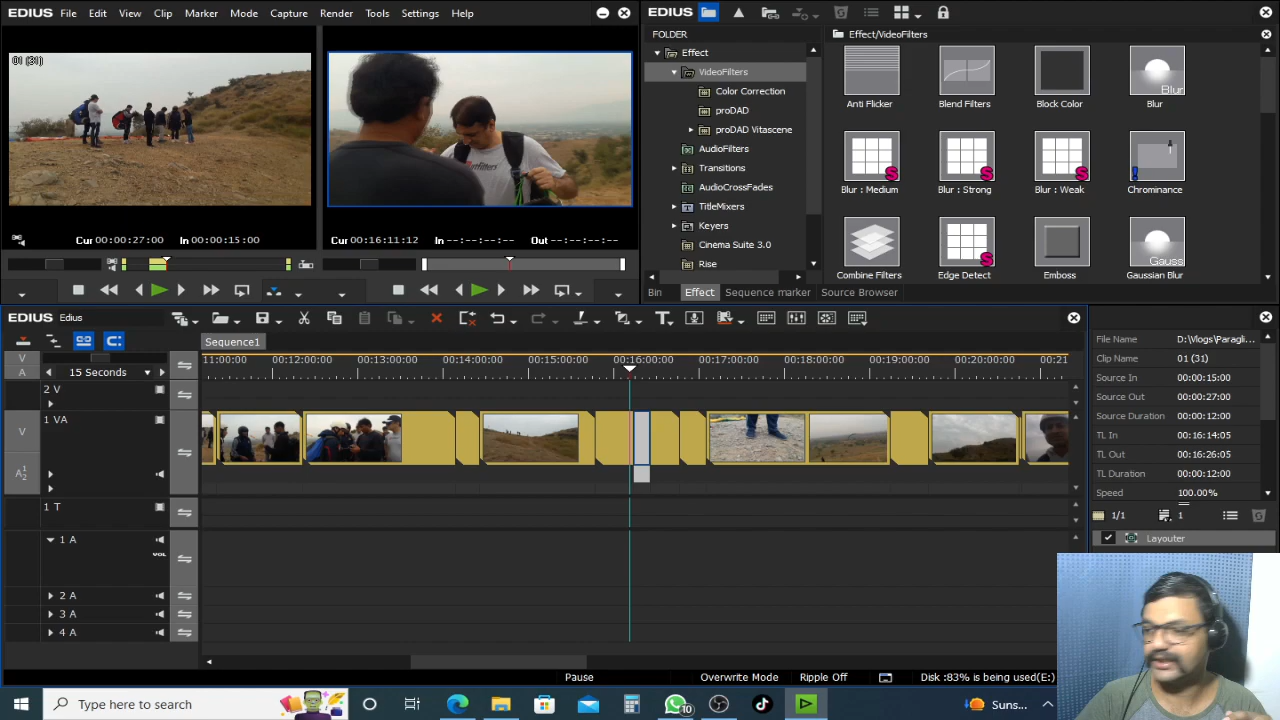 EDIUS File Edit View Clip Marker Mode Capture Render Tools Settings Help
01 (31)
Cur 00:00:27:00 In 00:00:15:00
Cur 00:16:11:12 In --:--:--:-- Out --:--:--:--
EDIUS
FOLDER
Effect/VideoFilters
Effect
VideoFilters
Color Correction
proDAD
proDAD Vitascene
AudioFilters
Transitions
AudioCrossFades
TitleMixers
Keyers
Cinema Suite 3.0
Rise
Anti Flicker
Blend Filters
Block Color
Blur
Blur
Blur : Medium
Blur : Strong
Blur : Weak
Chrominance
Combine Filters
Edge Detect
Emboss
Gauss
Gaussian Blur
Bin Effect Sequence marker Source Browser
EDIUS Edius
Sequence1
V
A
15 Seconds
11:00:00 00:12:00:00 00:13:00:00 00:14:00:00 00:15:00:00 00:16:00:00 00:17:00:00 00:18:00:00 00:19:00:00 00:20:00:00 00:21
2 V
1 VA
V
A12
1 T
1 A
VOL
2 A
3 A
4 A
File Name D:\Vlogs\Paragli...
Clip Name 01 (31)
Source In 00:00:15:00
Source Out 00:00:27:00
Source Duration 00:00:12:00
TL In 00:16:14:05
TL Out 00:16:26:05
TL Duration 00:00:12:00
Speed 100.00%
1/1 1
Layouter
Pause Overwrite Mode Ripple Off Disk :83% is being used(E:)
Type here to search
10
Suns...